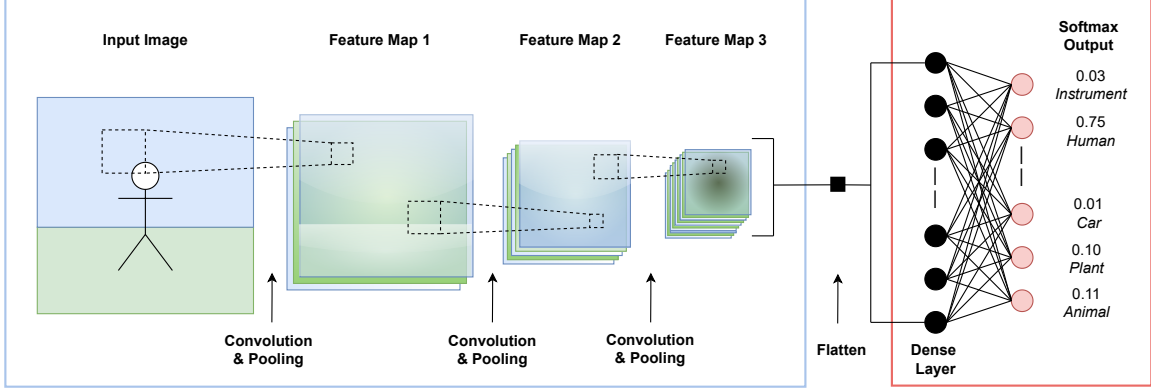 Input Image
Feature Map 1
Feature Map 2
Feature Map 3
Softmax
Output
0.03
Instrument
0.75
Human
0.01
Car
0.10
Plant
0.11
Animal
Convolution
& Pooling
Convolution
& Pooling
Convolution
& Pooling
Flatten
Dense
Layer